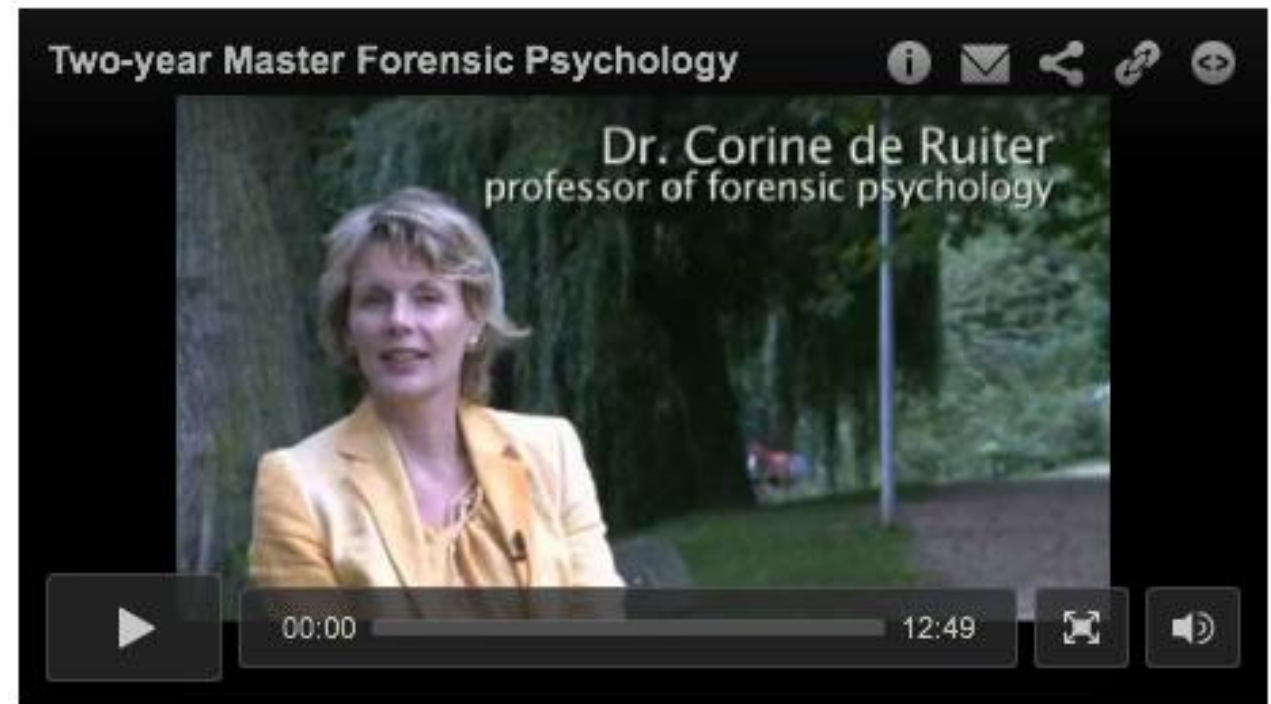 Two-year Master Forensic Psychology
Dr. Corine de Ruiter
professor of forensic psychology
00:00 12:49